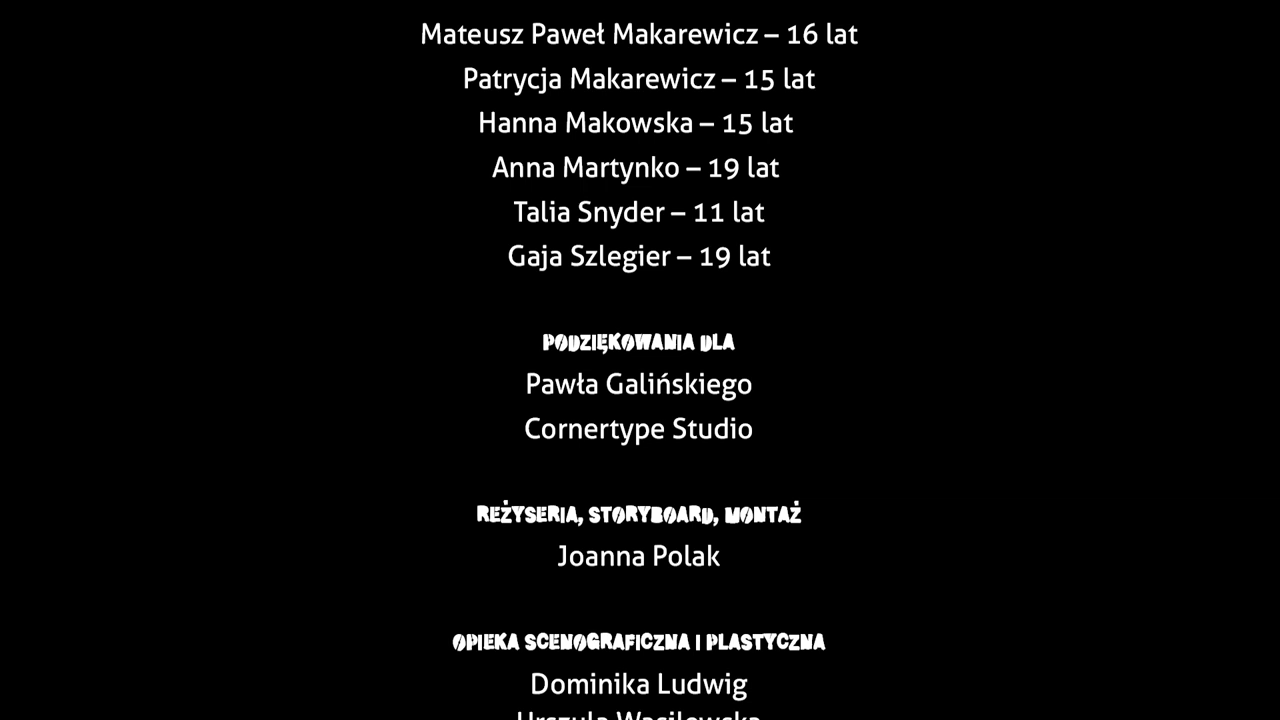 Mateusz Paweł Makarewicz – 16 lat
Patrycja Makarewicz – 15 lat
Hanna Makowska – 15 lat
Anna Martynko – 19 lat
Talia Snyder – 11 lat
Gaja Szlegier – 19 lat
PODZIĘKOWANIA DLA
Pawła Galińskiego
Cornertype Studio
REŻYSERIA, STORYBOARD, MONTAŻ
Joanna Polak
OPIEKA SCENOGRAFICZNA I PLASTYCZNA
Dominika Ludwig
Urszula Wasilewska